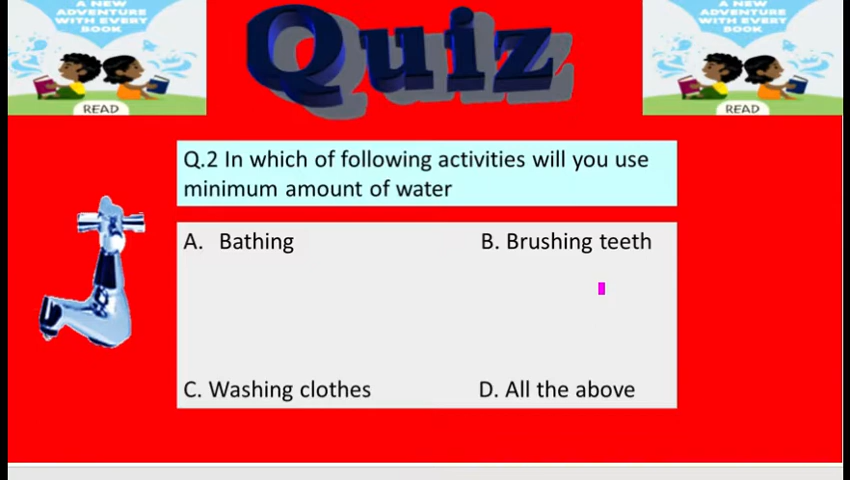 A NEW
ADVENTURE
WITH EVERY
BOOK
READ
Quiz
A NEW
ADVENTURE
WITH EVERY
BOOK
READ
Q.2 In which of following activities will you use
minimum amount of water
A. Bathing
B. Brushing teeth
C. Washing clothes
D. All the above